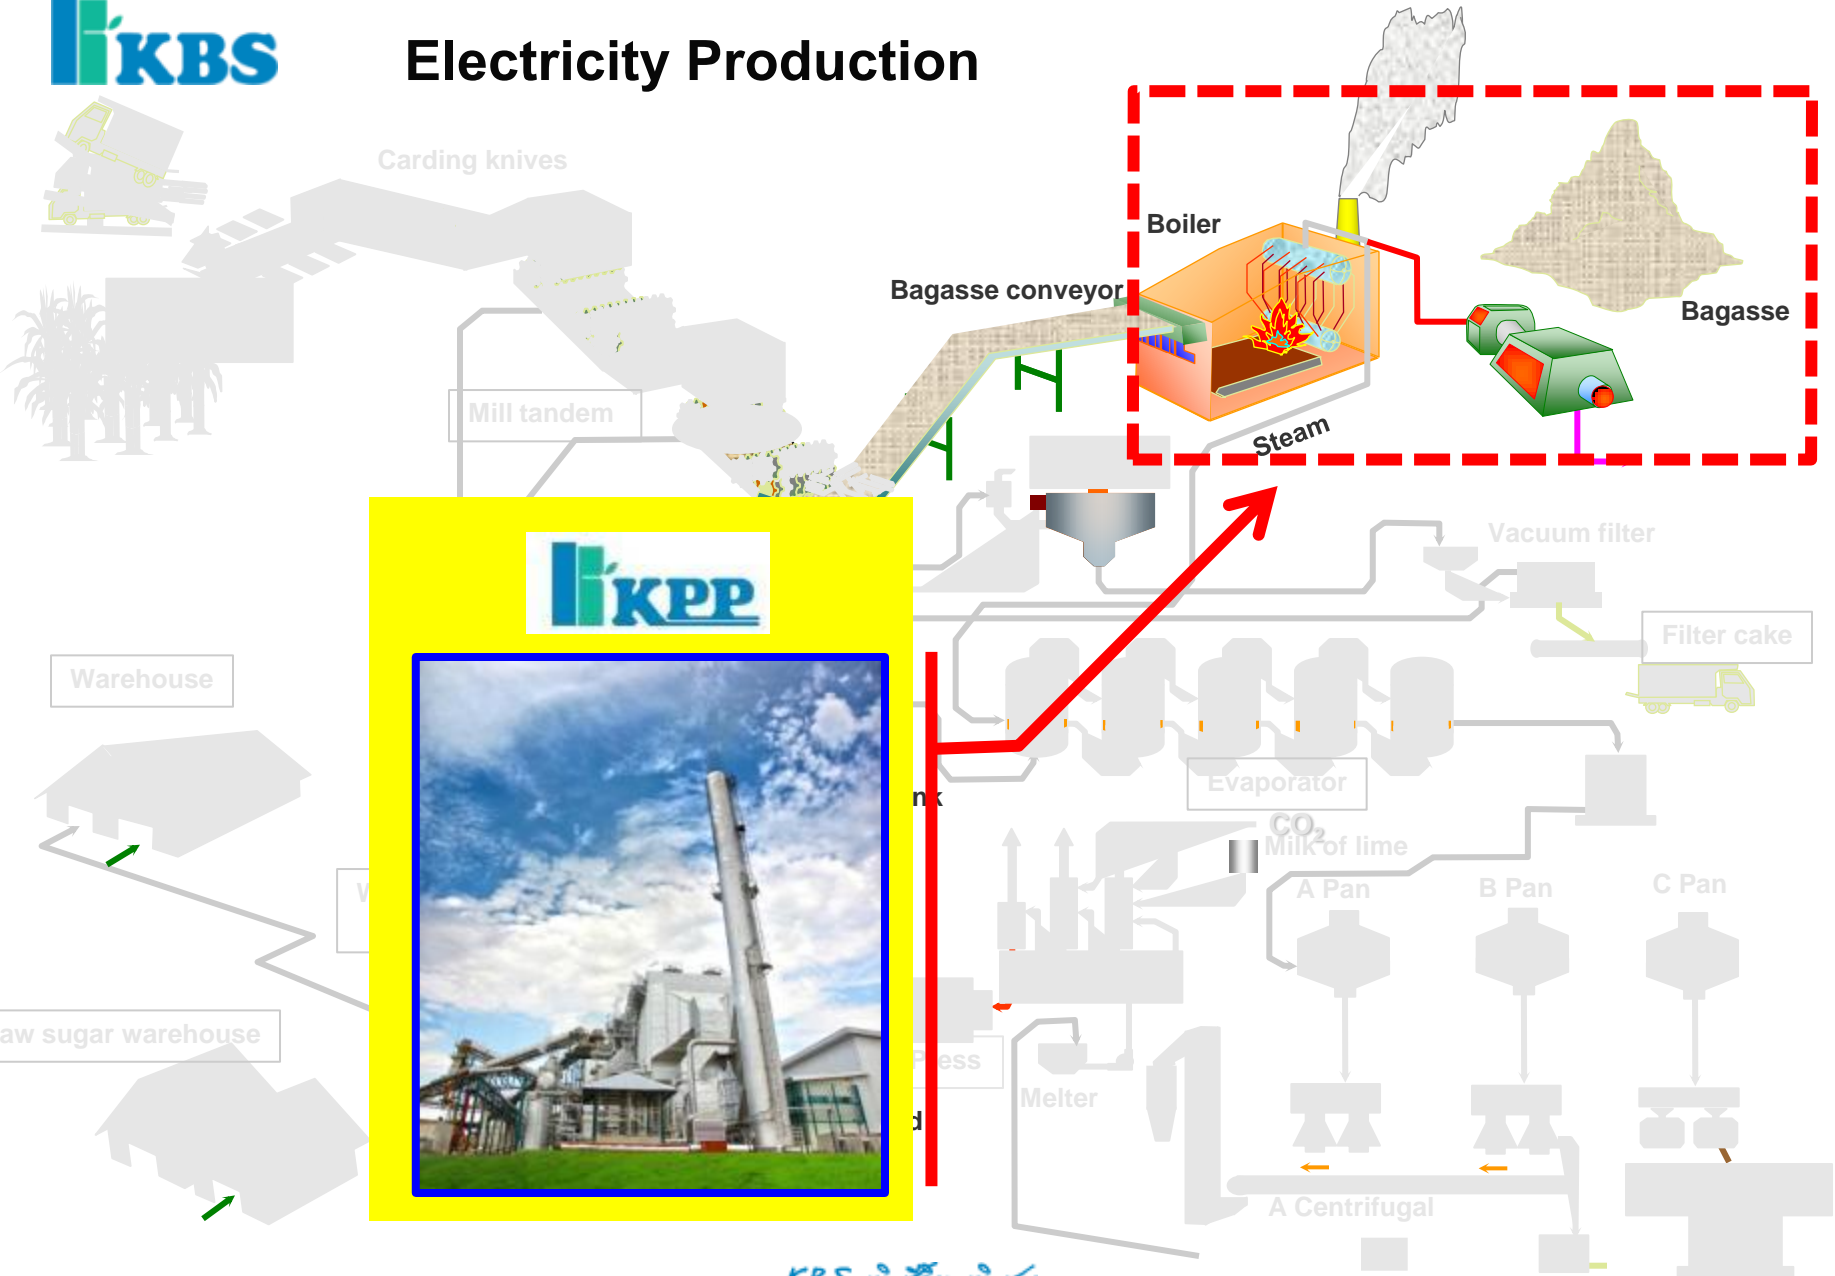 KBS
Electricity Production
Carding knives
Boiler
Bagasse conveyor
Bagasse
Mill tandem
Steam
Vacuum filter
KPP
Filter cake
Warehouse
Evaporator
CO₂
Milk of lime
A Pan
B Pan
C Pan
aw sugar warehouse
Melter
A Centrifugal